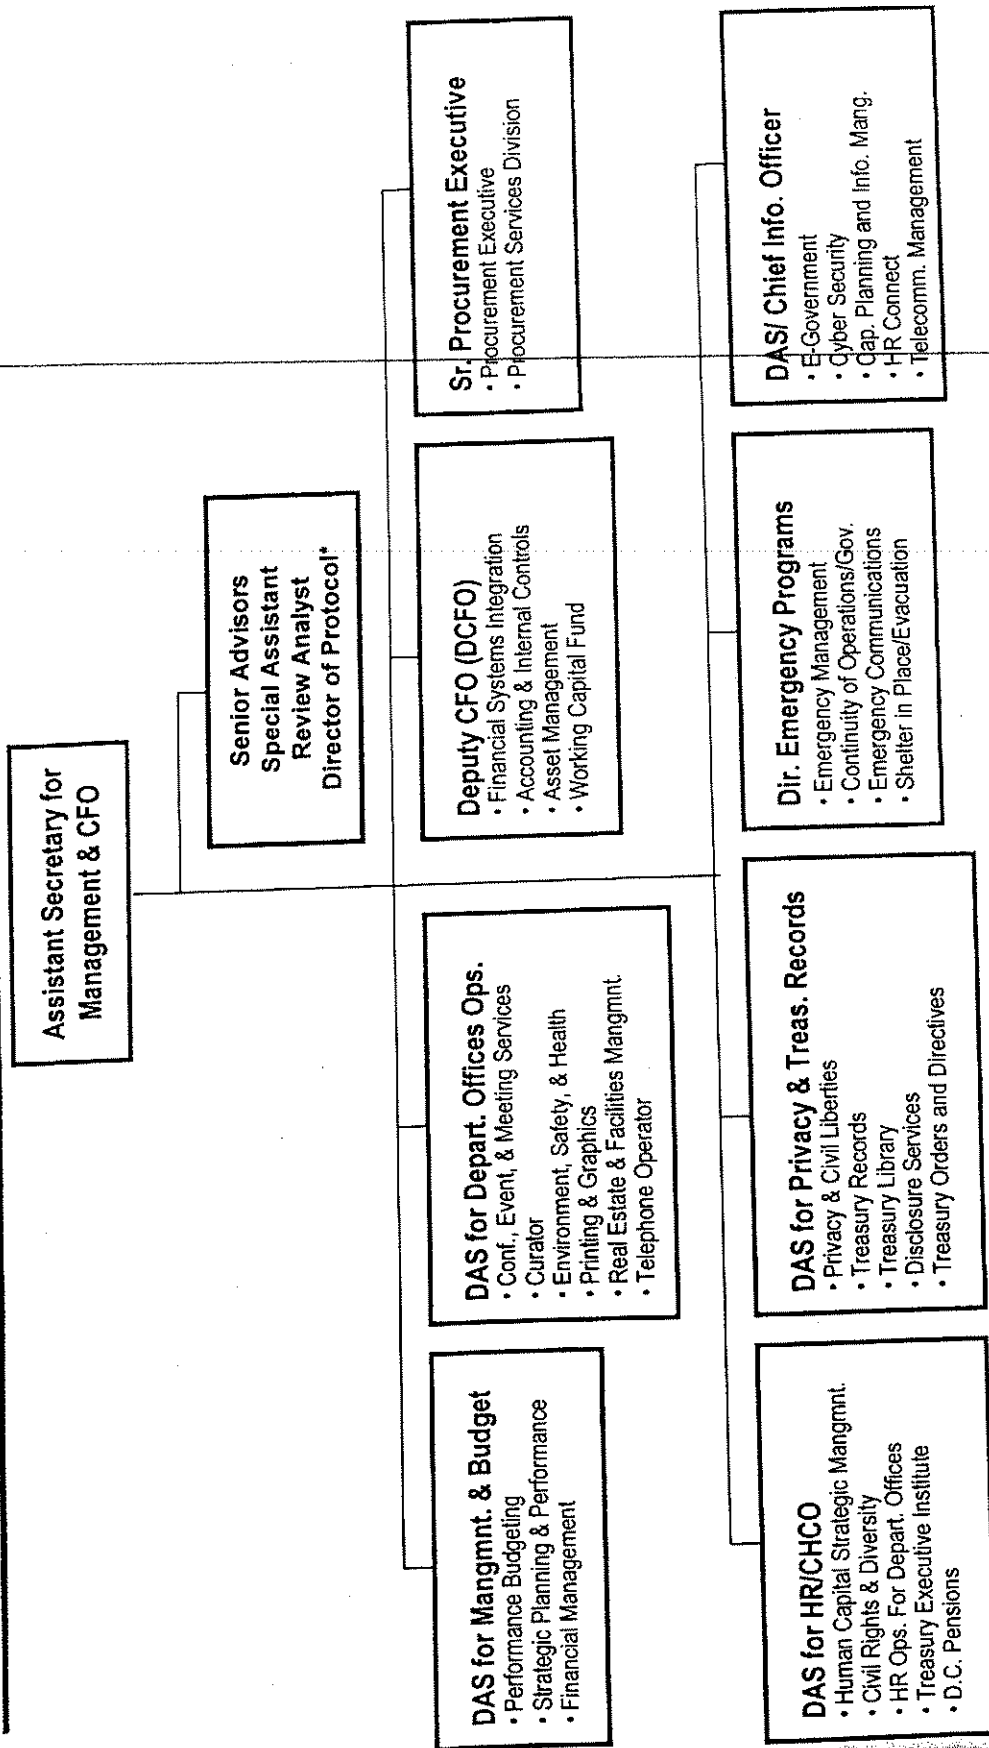 Assistant Secretary for
Management & CFO
Senior Advisors
Special Assistant
Review Analyst
Director of Protocol*
DAS for Mangmnt. & Budget
• Performance Budgeting
• Strategic Planning & Performance
• Financial Management
DAS for Depart. Offices Ops.
• Conf., Event, & Meeting Services
• Curator
• Environment, Safety, & Health
• Printing & Graphics
• Real Estate & Facilities Mangmnt.
• Telephone Operator
Deputy CFO (DCFO)
• Financial Systems Integration
• Accounting & Internal Controls
• Asset Management
• Working Capital Fund
Sr. Procurement Executive
• Procurement Executive
• Procurement Services Division
DAS for HR/CHCO
• Human Capital Strategic Mangmnt.
• Civil Rights & Diversity
• HR Ops. For Depart. Offices
• Treasury Executive Institute
• D.C. Pensions
DAS for Privacy & Treas. Records
• Privacy & Civil Liberties
• Treasury Records
• Treasury Library
• Disclosure Services
• Treasury Orders and Directives
Dir. Emergency Programs
• Emergency Management
• Continuity of Operations/Gov.
• Emergency Communications
• Shelter in Place/Evacuation
DAS/ Chief Info. Officer
• E-Government
• Cyber Security
• Cap. Planning and Info. Mang.
• HR Connect
• Telecomm. Management